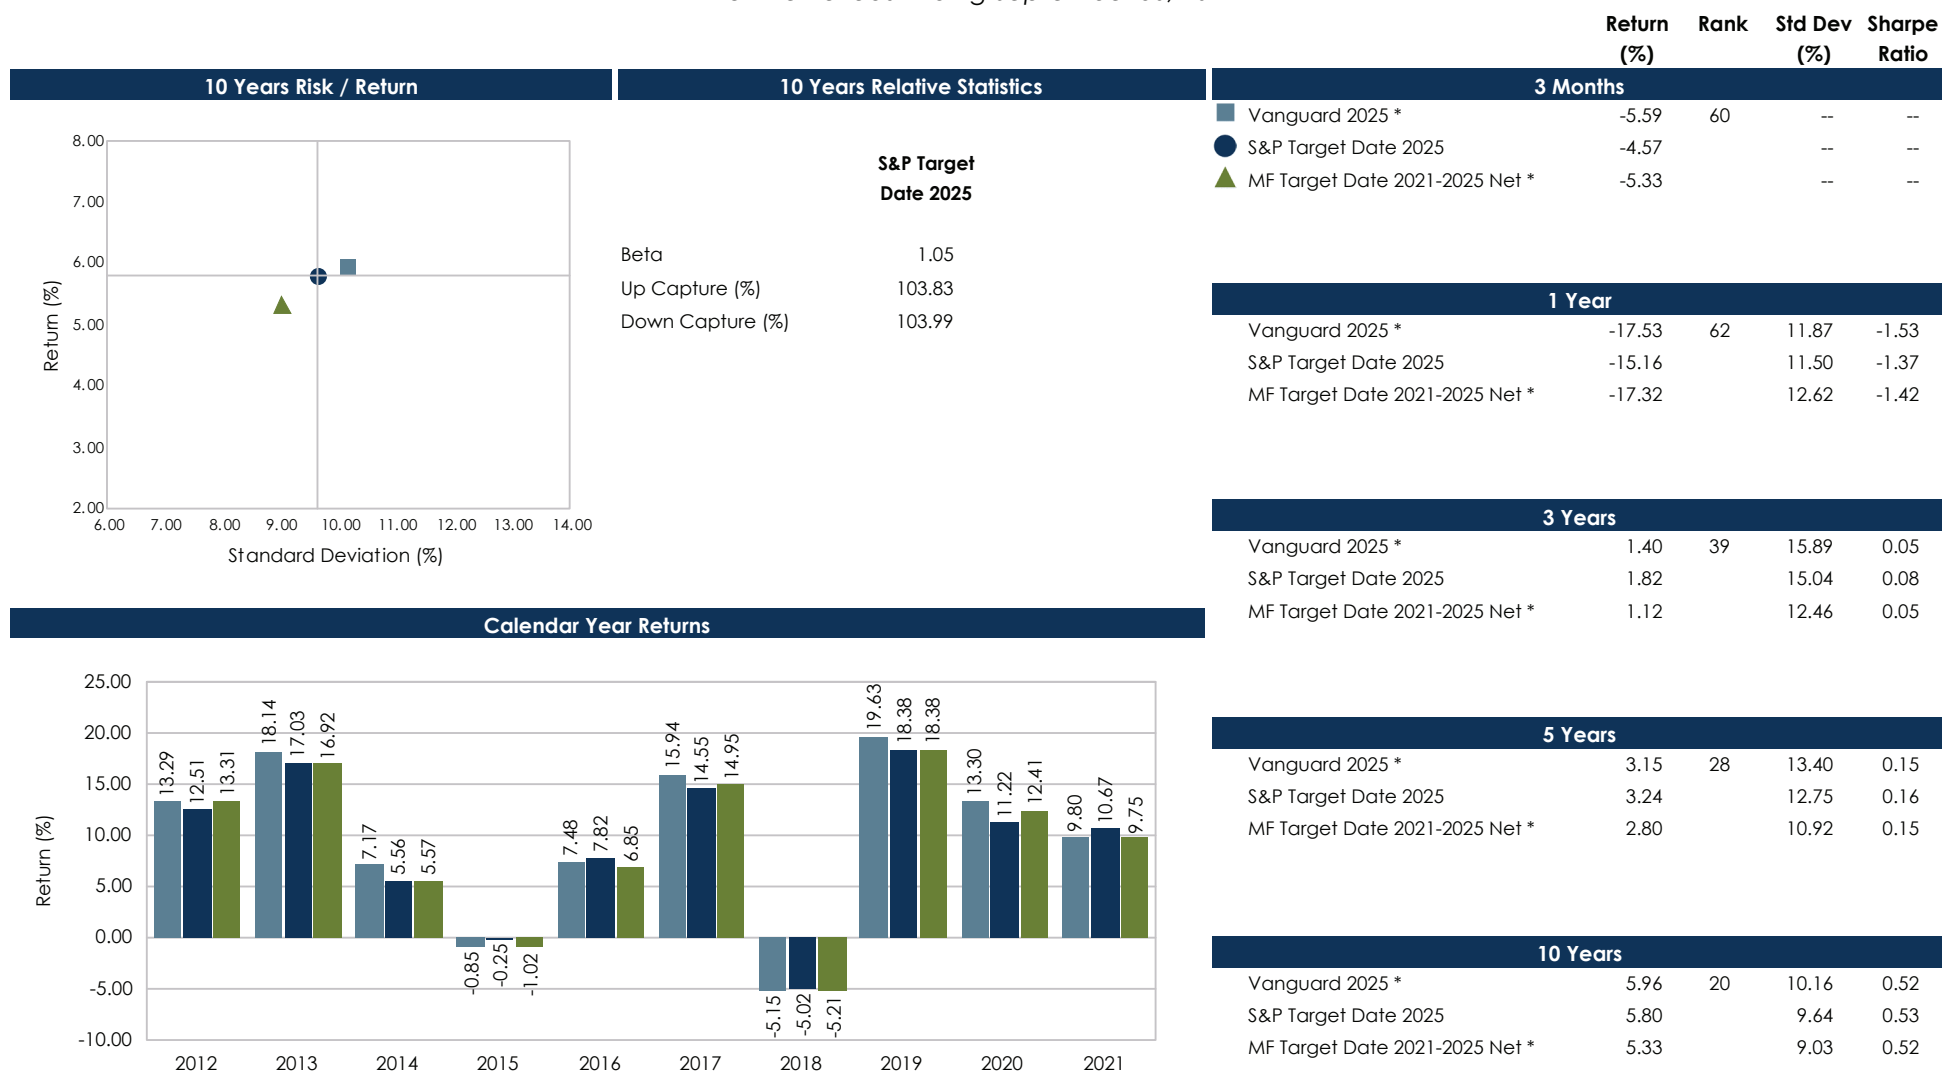 Return Rank Std Dev Sharpe
(%) (%) Ratio
10 Years Risk / Return
8.00
7.00
6.00
5.00
4.00
3.00
2.00
Return (%)
6.00 7.00 8.00 9.00 10.00 11.00 12.00 13.00 14.00
Standard Deviation (%)
10 Years Relative Statistics
S&P Target
Date 2025
Beta 1.05
Up Capture (%) 103.83
Down Capture (%) 103.99
3 Months
Vanguard 2025 * -5.59 60 -- --
S&P Target Date 2025 -4.57 -- --
MF Target Date 2021-2025 Net * -5.33 -- --
1 Year
Vanguard 2025 * -17.53 62 11.87 -1.53
S&P Target Date 2025 -15.16 11.50 -1.37
MF Target Date 2021-2025 Net * -17.32 12.62 -1.42
3 Years
Vanguard 2025 * 1.40 39 15.89 0.05
S&P Target Date 2025 1.82 15.04 0.08
MF Target Date 2021-2025 Net * 1.12 12.46 0.05
5 Years
Vanguard 2025 * 3.15 28 13.40 0.15
S&P Target Date 2025 3.24 12.75 0.16
MF Target Date 2021-2025 Net * 2.80 10.92 0.15
10 Years
Vanguard 2025 * 5.96 20 10.16 0.52
S&P Target Date 2025 5.80 9.64 0.53
MF Target Date 2021-2025 Net * 5.33 9.03 0.52
Calendar Year Returns
25.00
20.00
15.00
10.00
5.00
0.00
-5.00
-10.00
Return (%)
13.29 12.51 13.31
18.14 17.03 16.92
7.17 5.56 5.57
-0.85 -0.25 -1.02
7.48 7.82 6.85
15.94 14.55 14.95
-5.15 -5.02 -5.21
19.63 18.38 18.38
13.30 11.22 12.41
9.80 10.67 9.75
2012 2013 2014 2015 2016 2017 2018 2019 2020 2021